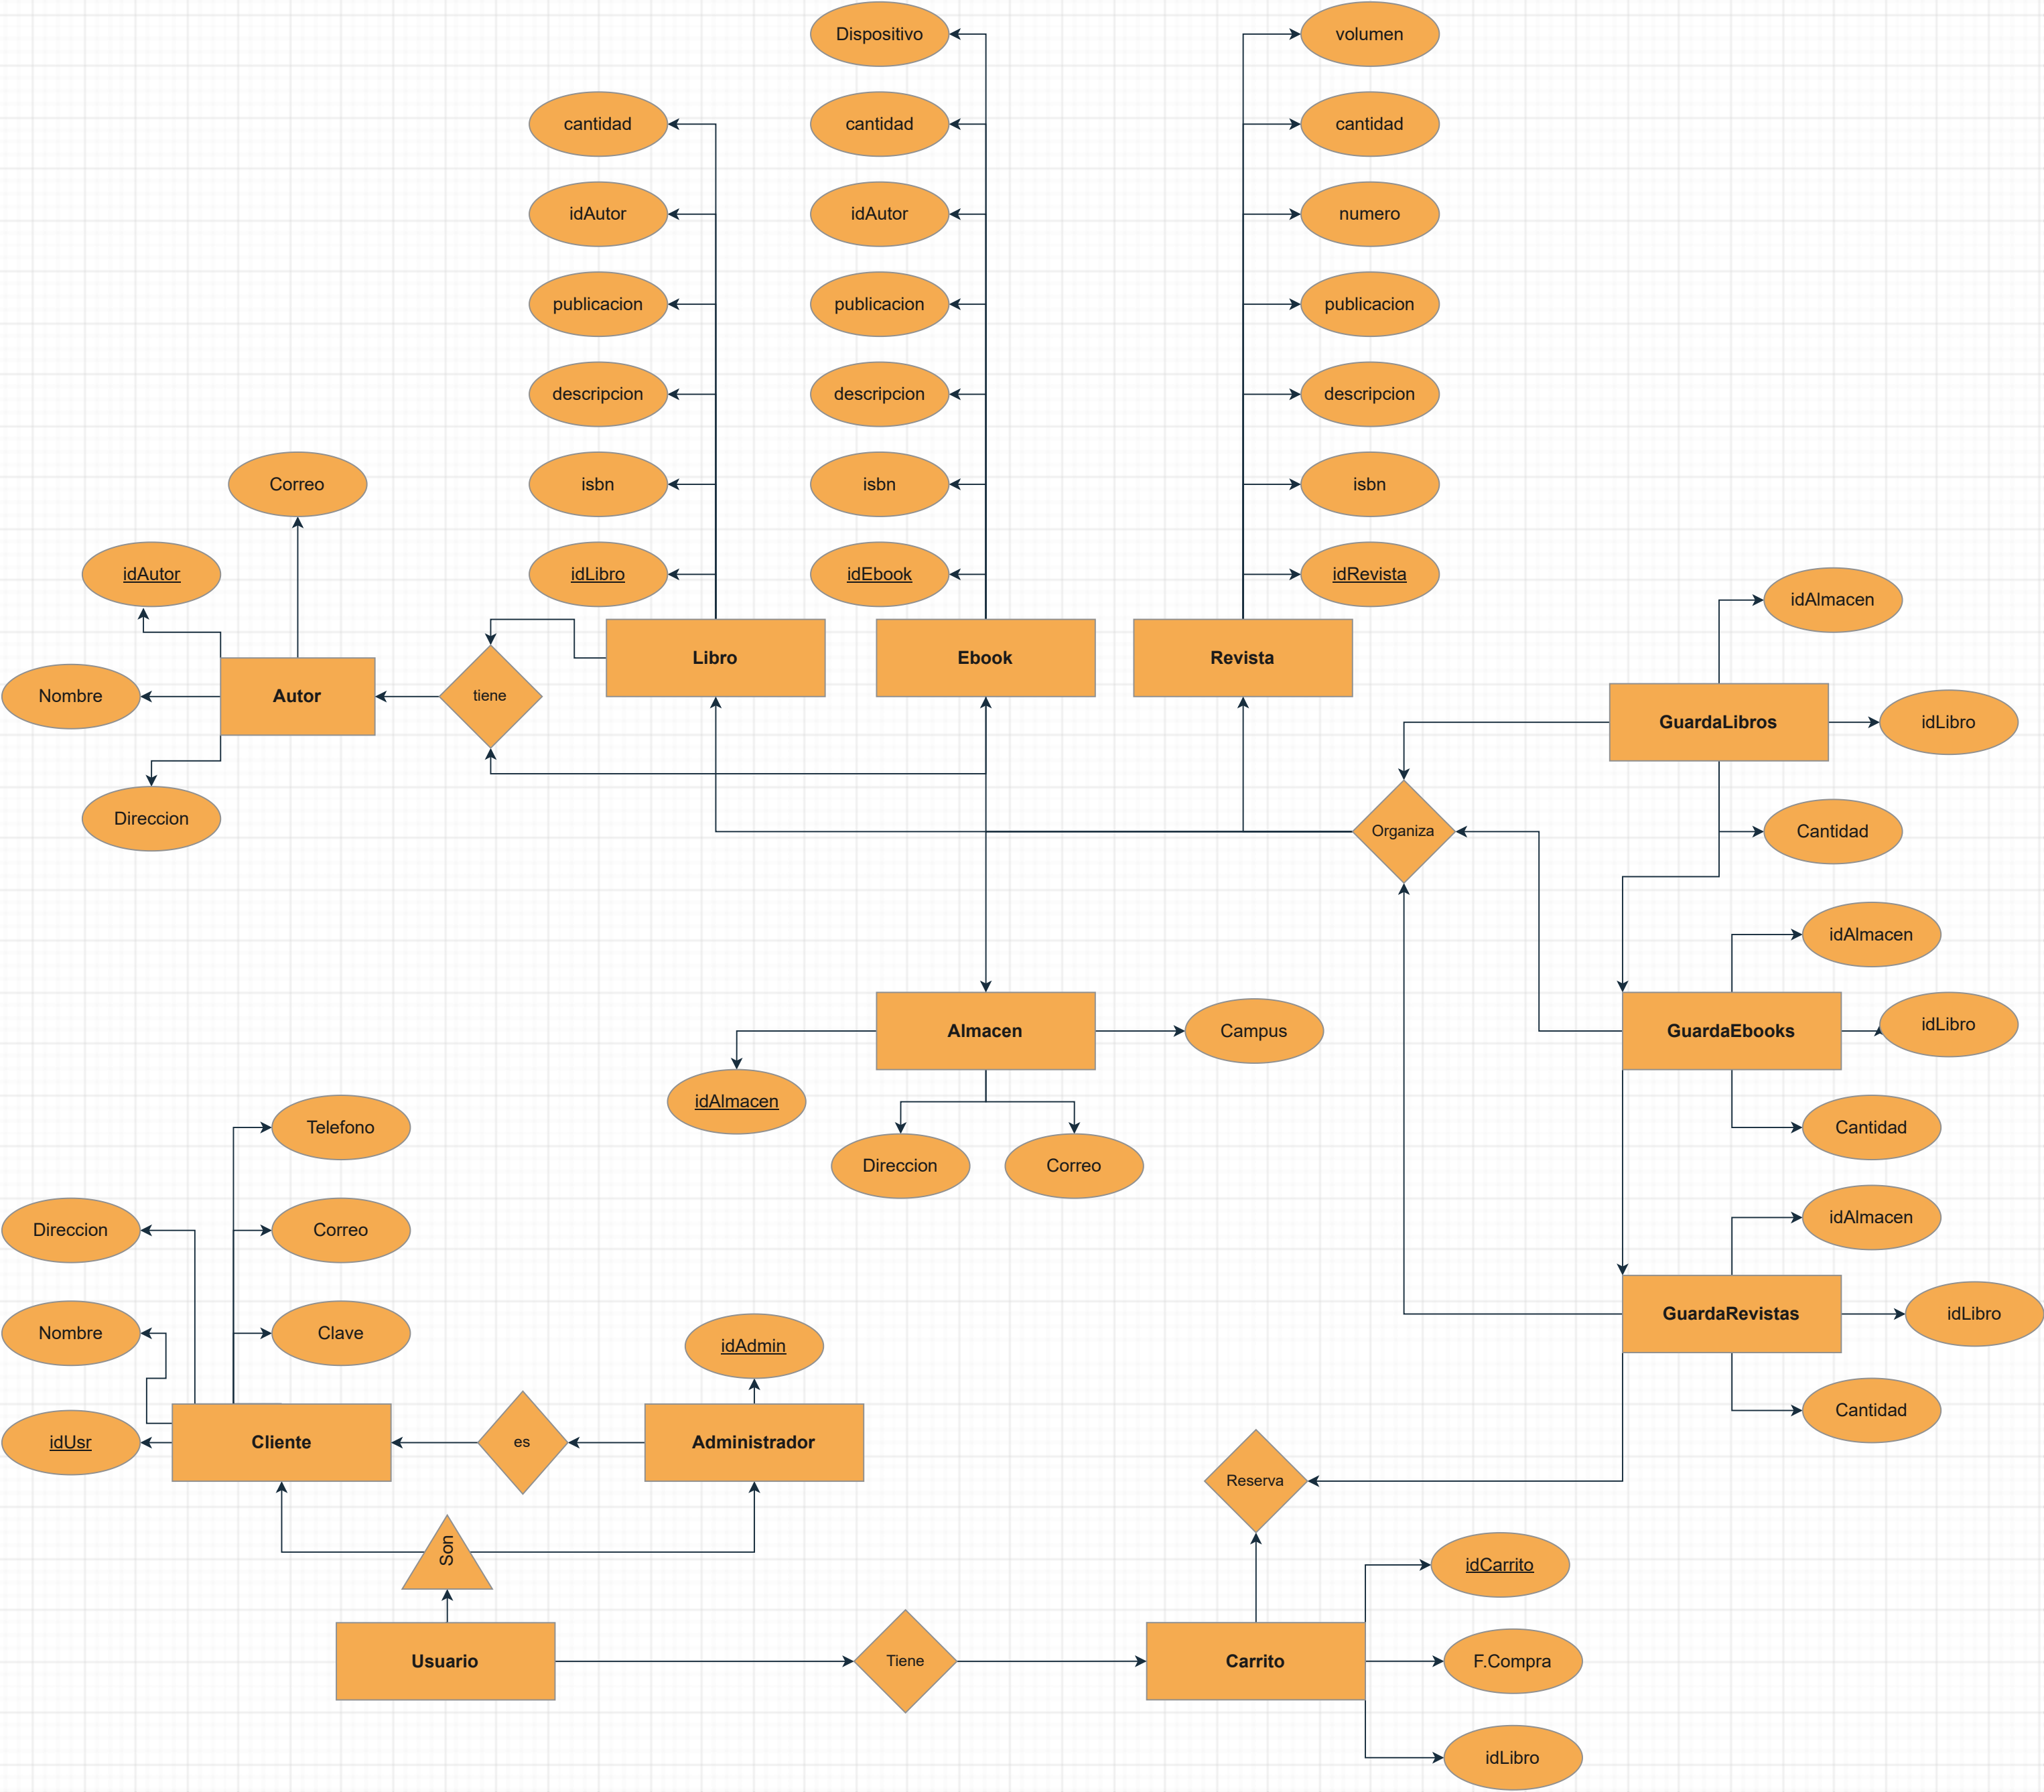 Dispositivo
volumen
cantidad
cantidad
cantidad
idAutor
idAutor
numero
publicacion
publicacion
publicacion
descripcion
descripcion
descripcion
Correo
isbn
isbn
isbn
idAutor
idLibro
idEbook
idRevista
idAlmacen
Libro
Ebook
Revista
Nombre
Autor
tiene
GuardaLibros
idLibro
Direccion
Organiza
Cantidad
idAlmacen
Almacen
Campus
GuardaEbooks
idLibro
idAlmacen
Telefono
Cantidad
Direccion
Correo
idAlmacen
Direccion
Correo
GuardaRevistas
idLibro
Nombre
Clave
idAdmin
Cantidad
idUsr
Cliente
es
Administrador
Reserva
Son
idCarrito
Usuario
Tiene
Carrito
F.Compra
idLibro